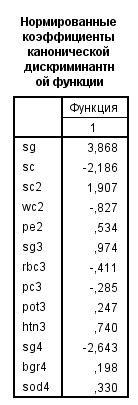 Нормированные
коэффициенты
канонической
дискриминантн
ой функции
Функция
1
sg 3,868
sc -2,186
sc2 1,907
wc2 -,827
pe2 ,534
sg3 ,974
rbc3 -,411
pc3 -,285
pot3 ,247
htn3 ,740
sg4 -2,643
bgr4 ,198
sod4 ,330